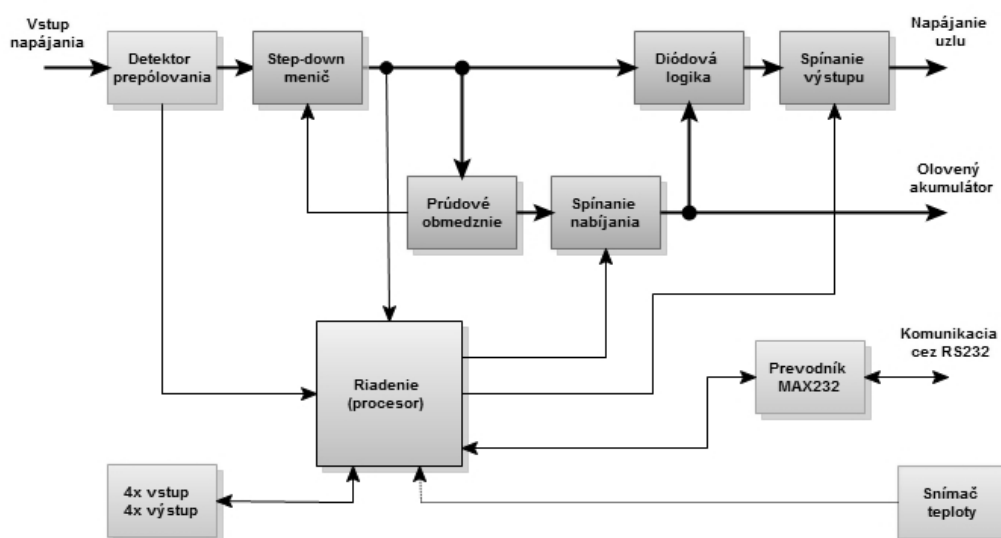 Vstup
napájania
Detektor
prepólovania
Step-down
menič
Diódová
logika
Spínanie
výstupu
Napájanie
uzlu
Prúdové
obmedznie
Spínanie
nabíjania
Olovený
akumulátor
Riadenie
(procesor)
Prevodník
MAX232
Komunikacia
cez RS232
4x vstup
4x výstup
Snímač
teploty